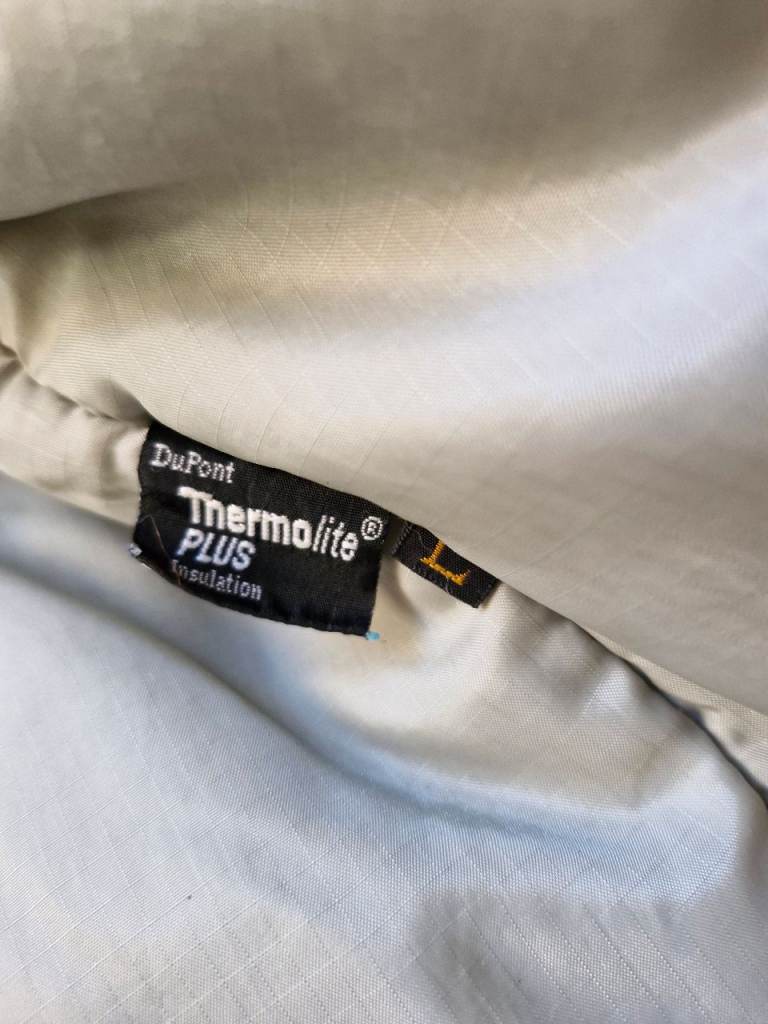 DuPont
Thermolite®
PLUS
Insulation
L